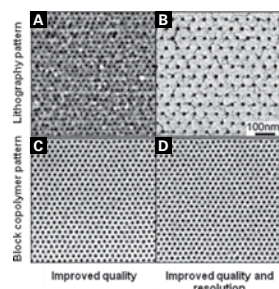 Lithography pattern
A
B
100nm
Block copolymer pattern
C
D
Improved quality
Improved quality and
resolution